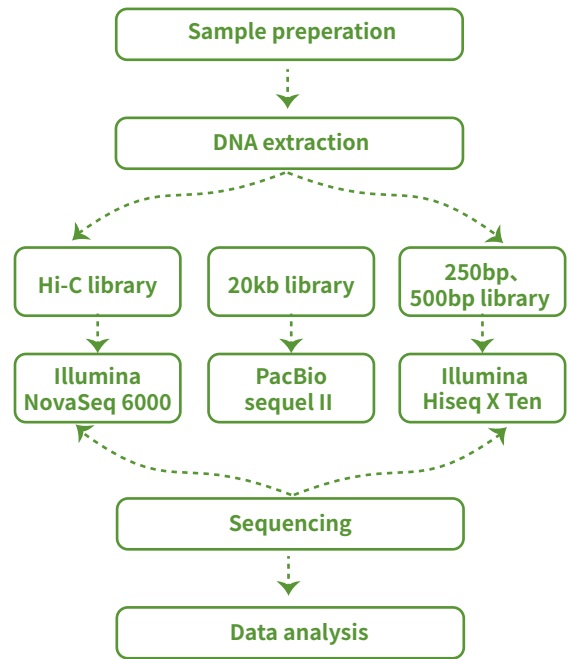 Sample preperation
DNA extraction
Hi-C library
20kb library
250bp、
500bp library
Illumina
NovaSeq 6000
PacBio
sequel II
Illumina
Hiseq X Ten
Sequencing
Data analysis